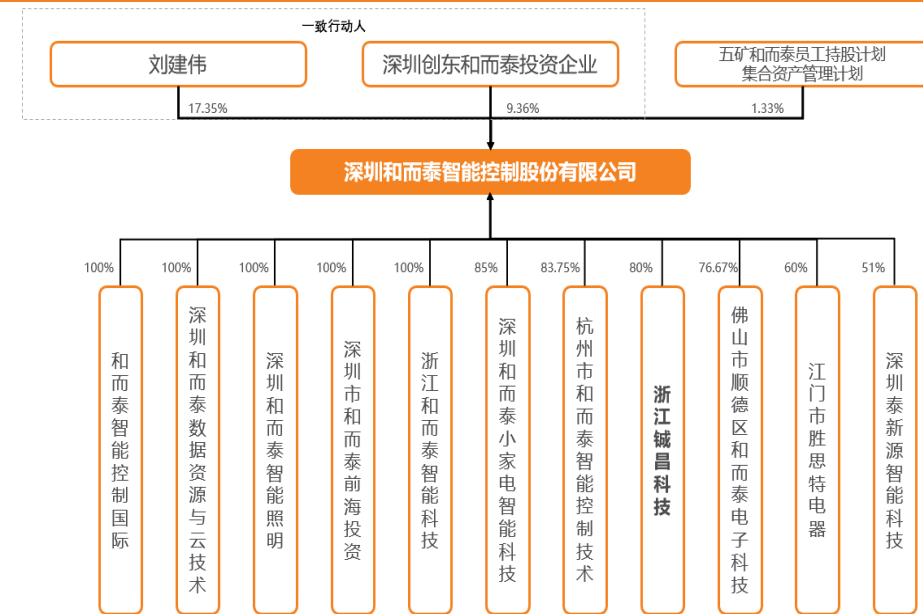 一致行动人
刘建伟
深圳创东和而泰投资企业
五矿和而泰员工持股计划
集合资产管理计划
17.35%
9.36%
1.33%
深圳和而泰智能控制股份有限公司
100%
100%
100%
100%
100%
85%
83.75%
80%
76.67%
60%
51%
和而泰智能控制国际
深圳和而泰数据资源与云技术
深圳和而泰智能照明
深圳市和而泰前海投资
浙江和而泰智能科技
深圳和而泰小家电智能科技
杭州市和而泰智能控制技术
浙江铖昌科技
佛山市顺德区和而泰电子科技
江门市胜思特电器
深圳泰新源智能科技